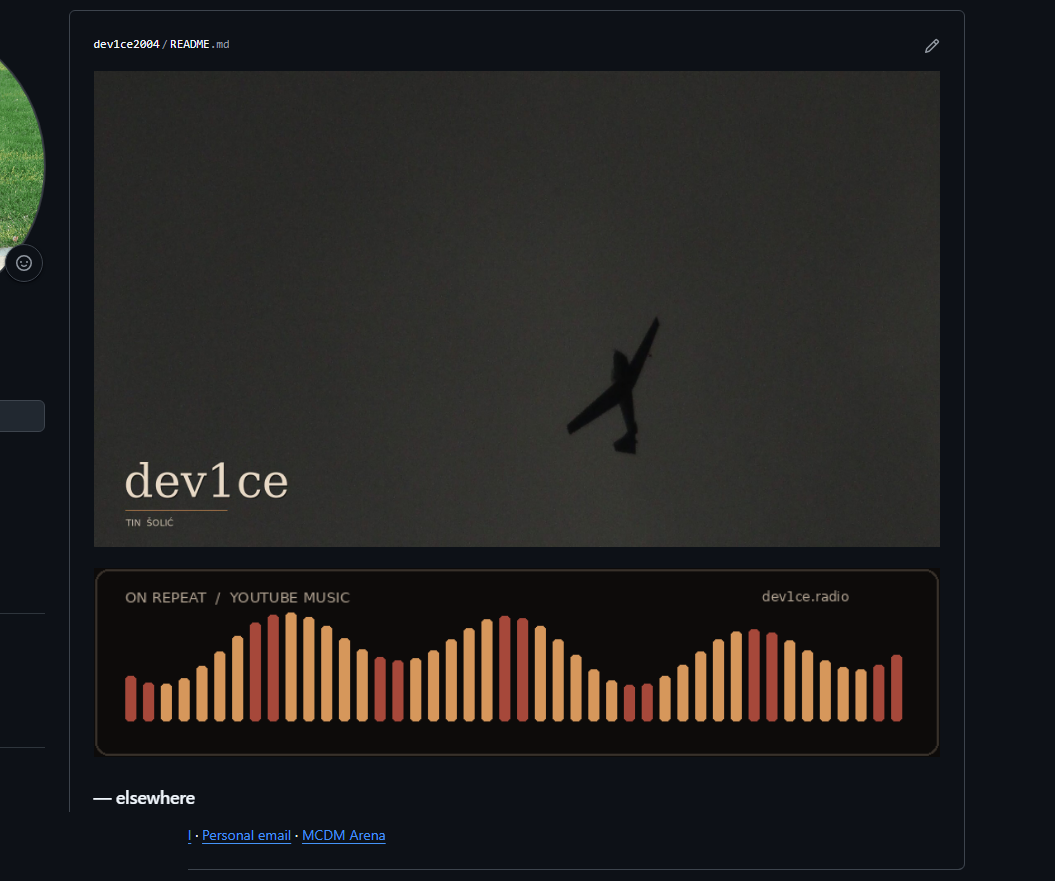 dev1ce2004/README.md
dev1ce
TIN ŠOLIĆ
ON REPEAT / YOUTUBE MUSIC
dev1ce.radio
— elsewhere
l · Personal email · MCDM Arena